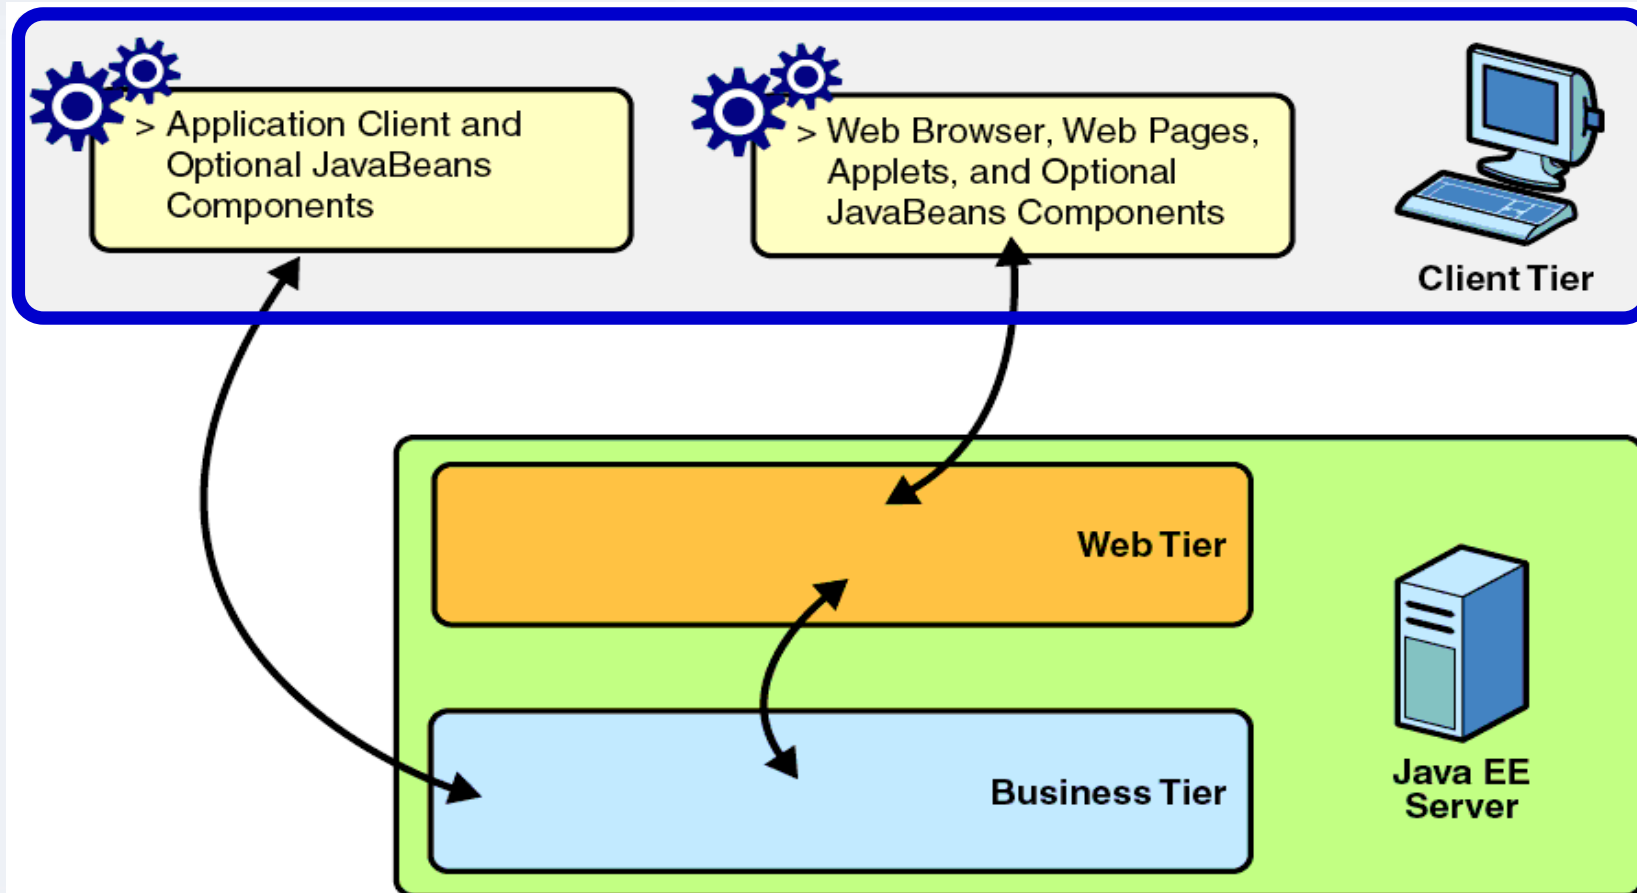 > Application Client and
Optional JavaBeans
Components
> Web Browser, Web Pages,
Applets, and Optional
JavaBeans Components
Client Tier
Web Tier
Business Tier
Java EE
Server